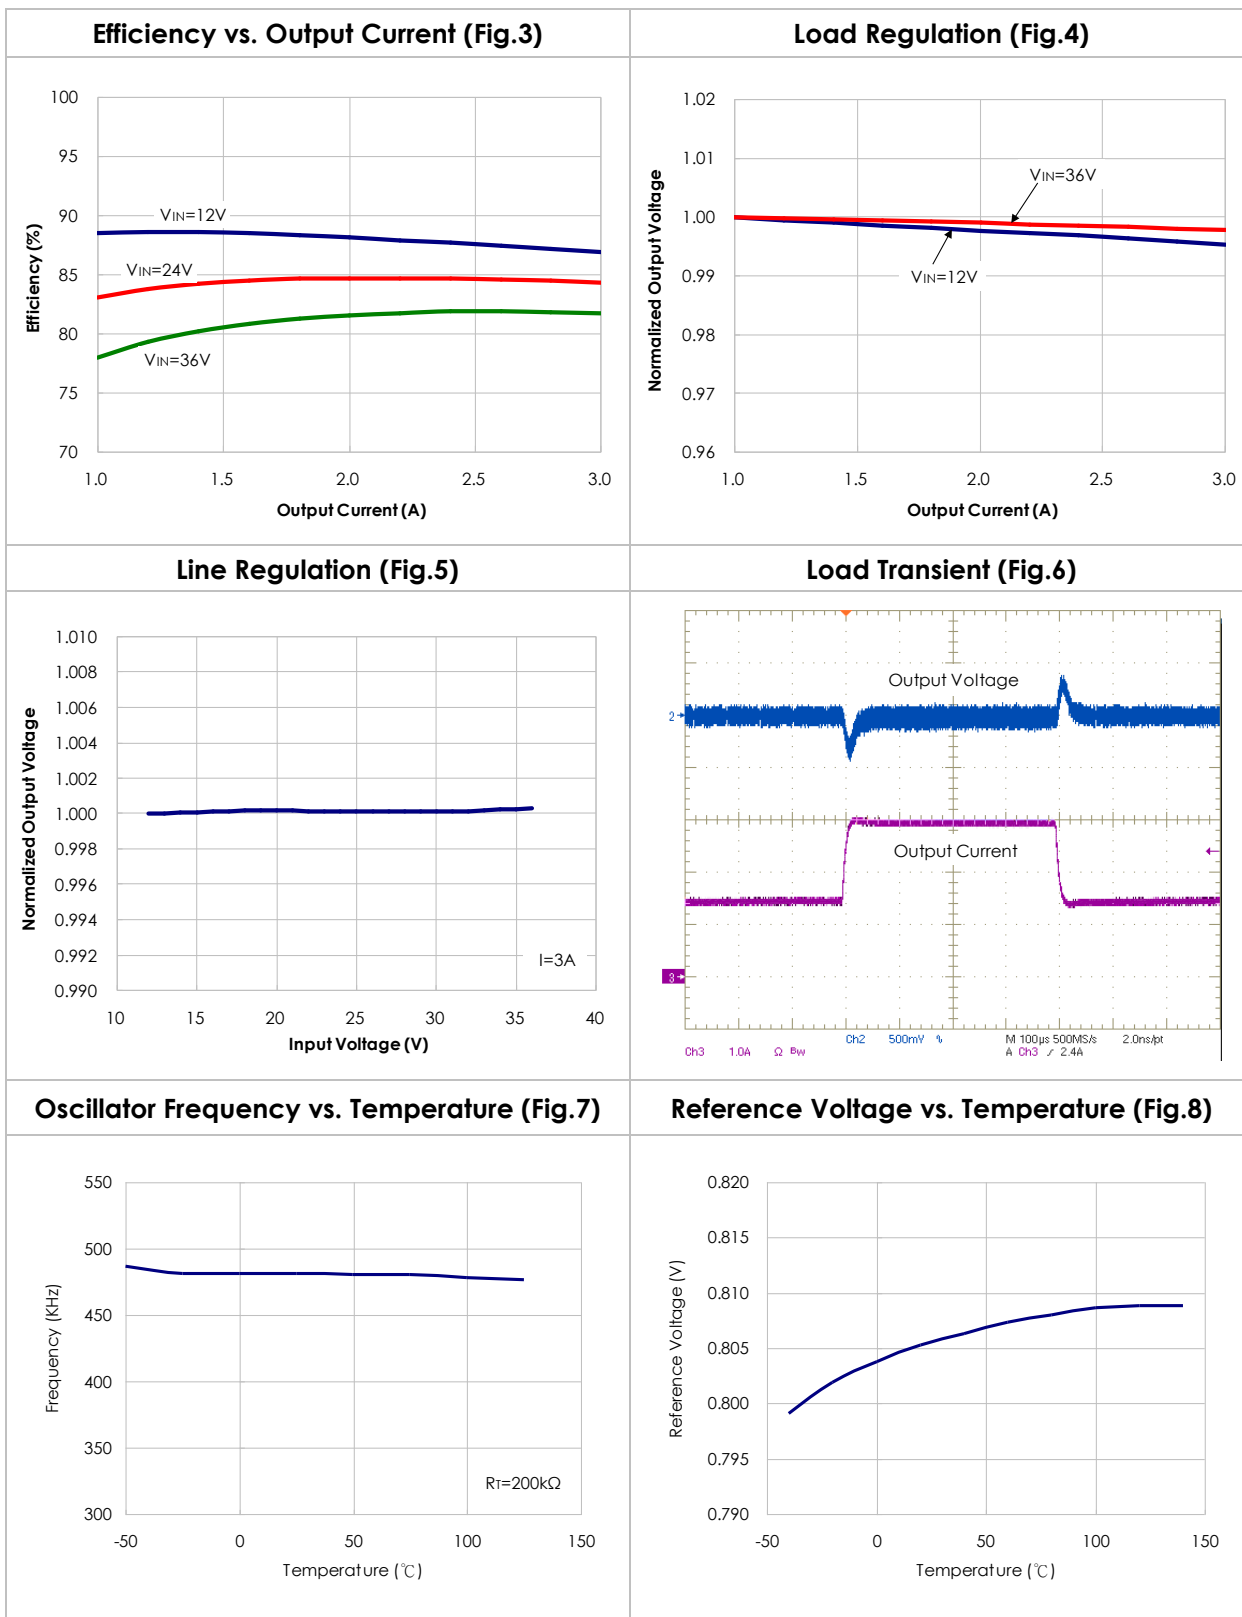 Efficiency vs. Output Current (Fig.3)
100
95
90
85
80
75
70
Efficiency (%)
VIN=12V
VIN=24V
VIN=36V
1.0 1.5 2.0 2.5 3.0
Output Current (A)
Load Regulation (Fig.4)
1.02
1.01
1.00
0.99
0.98
0.97
0.96
Normalized Output Voltage
VIN=36V
VIN=12V
1.0 1.5 2.0 2.5 3.0
Output Current (A)
Line Regulation (Fig.5)
1.010
1.008
1.006
1.004
1.002
1.000
0.998
0.996
0.994
0.992
0.990
Normalized Output Voltage
I=3A
10 15 20 25 30 35 40
Input Voltage (V)
Load Transient (Fig.6)
Output Voltage
2
Output Current
3
Ch2 500mV M 100µs 500MS/s 2.0ns/pt
Ch3 1.0A Ω BW A Ch3 2.4A
Oscillator Frequency vs. Temperature (Fig.7)
550
500
450
400
350
300
Frequency (KHz)
RT=200kΩ
-50 0 50 100 150
Temperature (℃)
Reference Voltage vs. Temperature (Fig.8)
0.820
0.815
0.810
0.805
0.800
0.795
0.790
Reference Voltage (V)
-50 0 50 100 150
Temperature (℃)